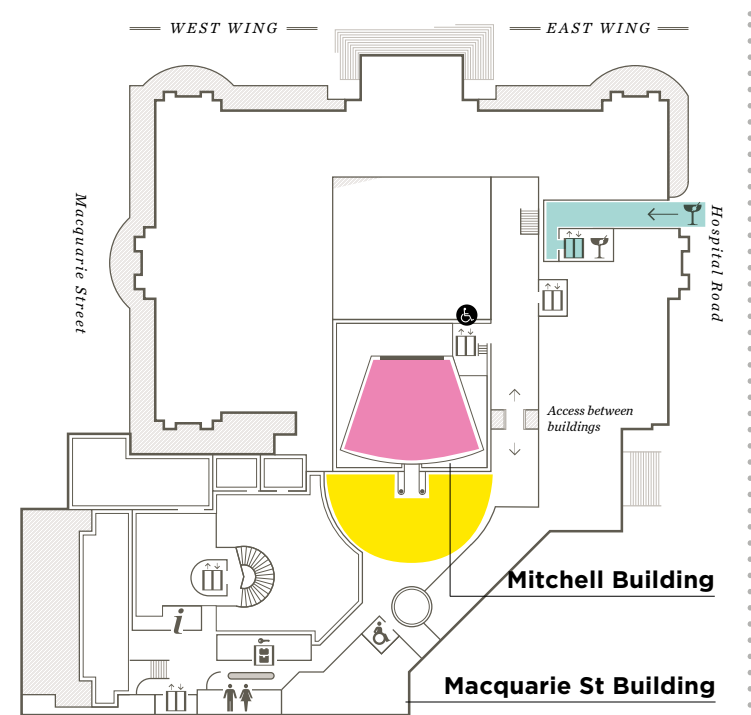 WEST WING
EAST WING
Macquarie Street
Hospital Road
Access between
buildings
Mitchell Building
i
Macquarie St Building